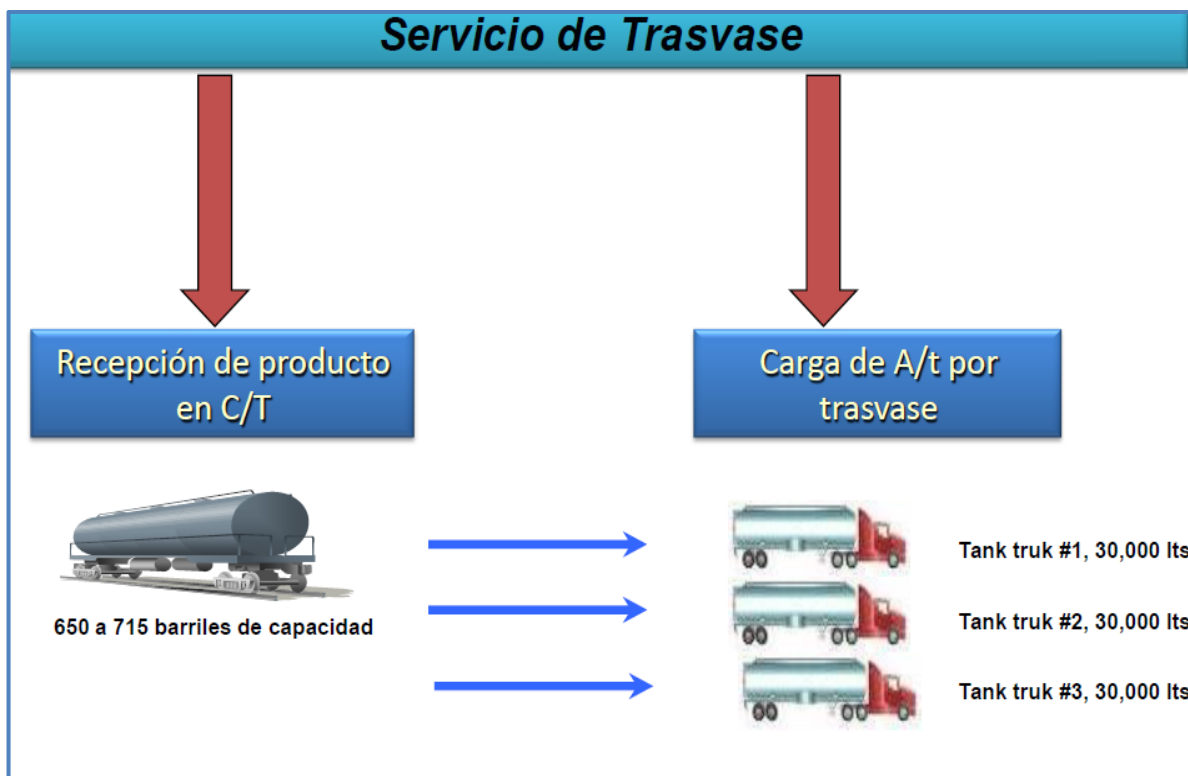 Servicio de Trasvase
Recepción de producto
en C/T
Carga de A/t por
trasvase
650 a 715 barriles de capacidad
Tank truk #1, 30,000 lts
Tank truk #2, 30,000 lts
Tank truk #3, 30,000 lts